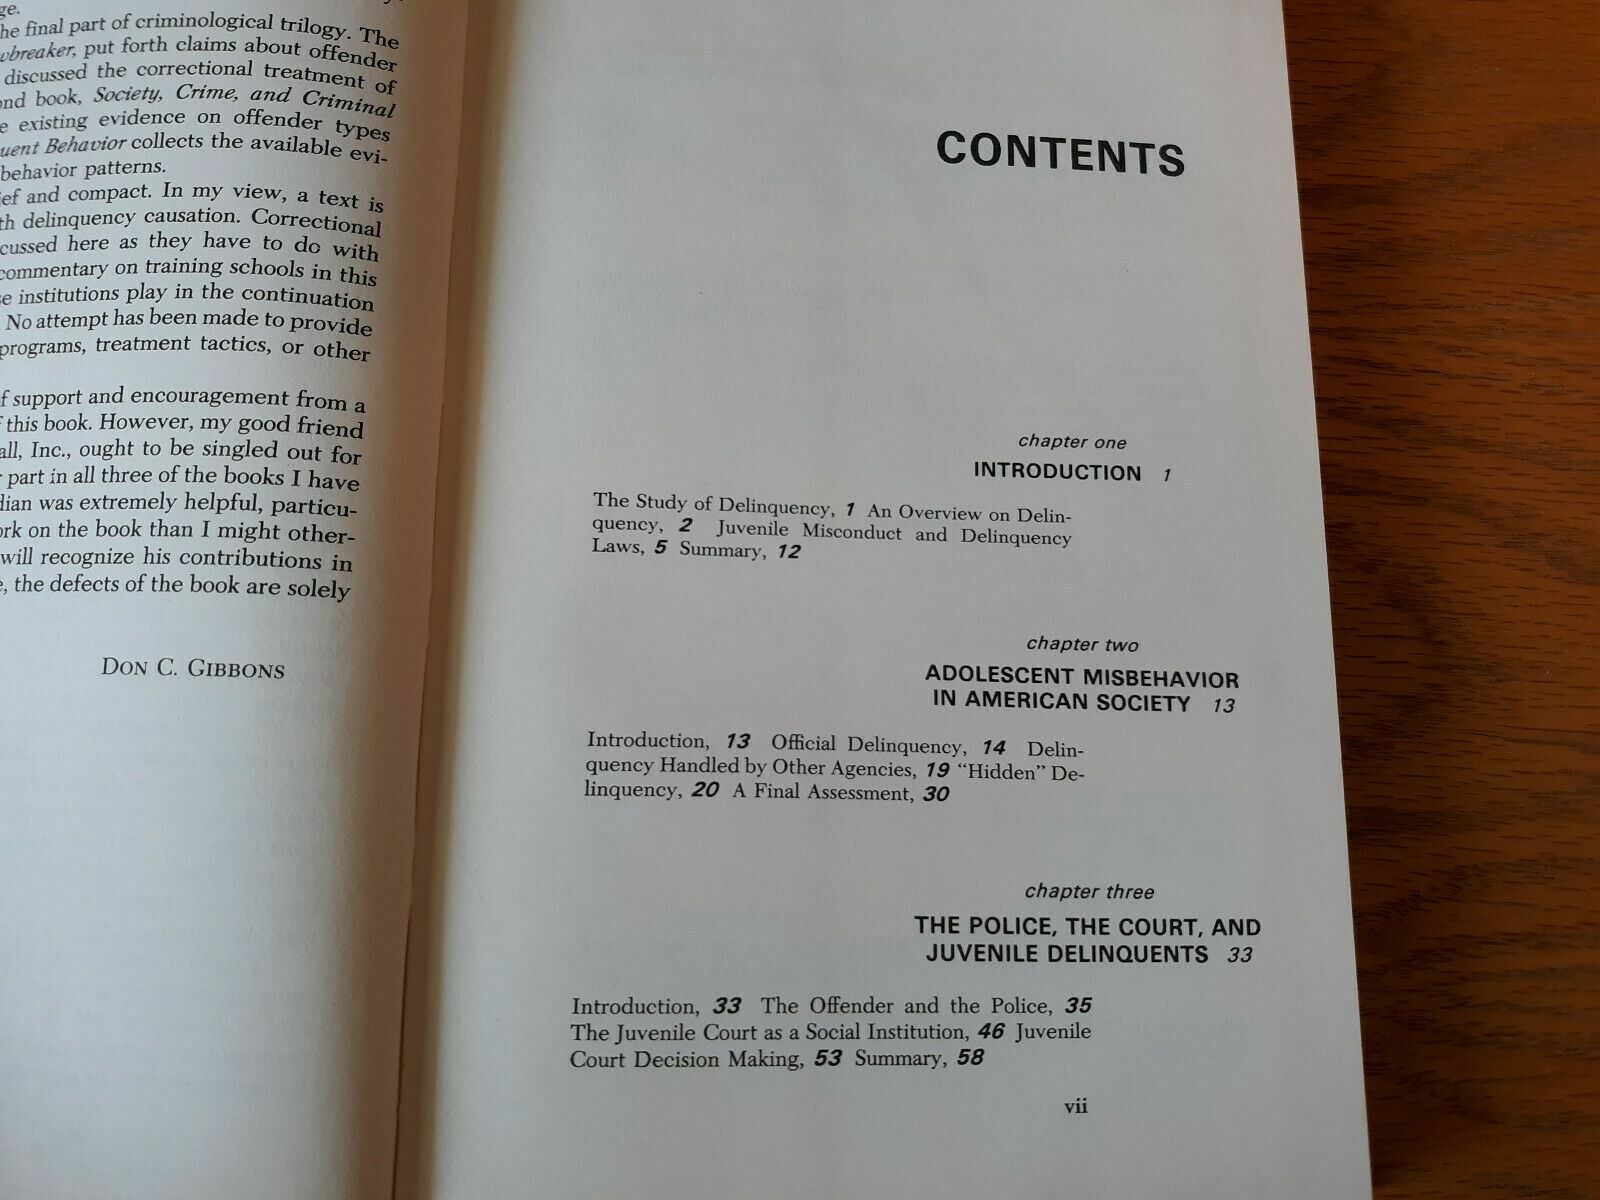 ge.
he final part of criminological trilogy. The
wbreaker, put forth claims about offender
discussed the correctional treatment of
ond book, Society, Crime, and Criminal
e existing evidence on offender types
uent Behavior collects the available evi-
behavior patterns.
ief and compact. In my view, a text is
th delinquency causation. Correctional
cussed here as they have to do with
commentary on training schools in this
se institutions play in the continuation
No attempt has been made to provide
programs, treatment tactics, or other
f support and encouragement from a
f this book. However, my good friend
all, Inc., ought to be singled out for
r part in all three of the books I have
dian was extremely helpful, particu-
ork on the book than I might other-
will recognize his contributions in
e, the defects of the book are solely
DON C. GIBBONS
CONTENTS
chapter one
INTRODUCTION 1
The Study of Delinquency, 1 An Overview on Delin-
quency, 2 Juvenile Misconduct and Delinquency
Laws, 5 Summary, 12
chapter two
ADOLESCENT MISBEHAVIOR
IN AMERICAN SOCIETY 13
Introduction, 13 Official Delinquency, 14 Delin-
quency Handled by Other Agencies, 19 "Hidden" De-
linquency, 20 A Final Assessment, 30
chapter three
THE POLICE, THE COURT, AND
JUVENILE DELINQUENTS 33
Introduction, 33 The Offender and the Police, 35
The Juvenile Court as a Social Institution, 46 Juvenile
Court Decision Making, 53 Summary, 58
vii